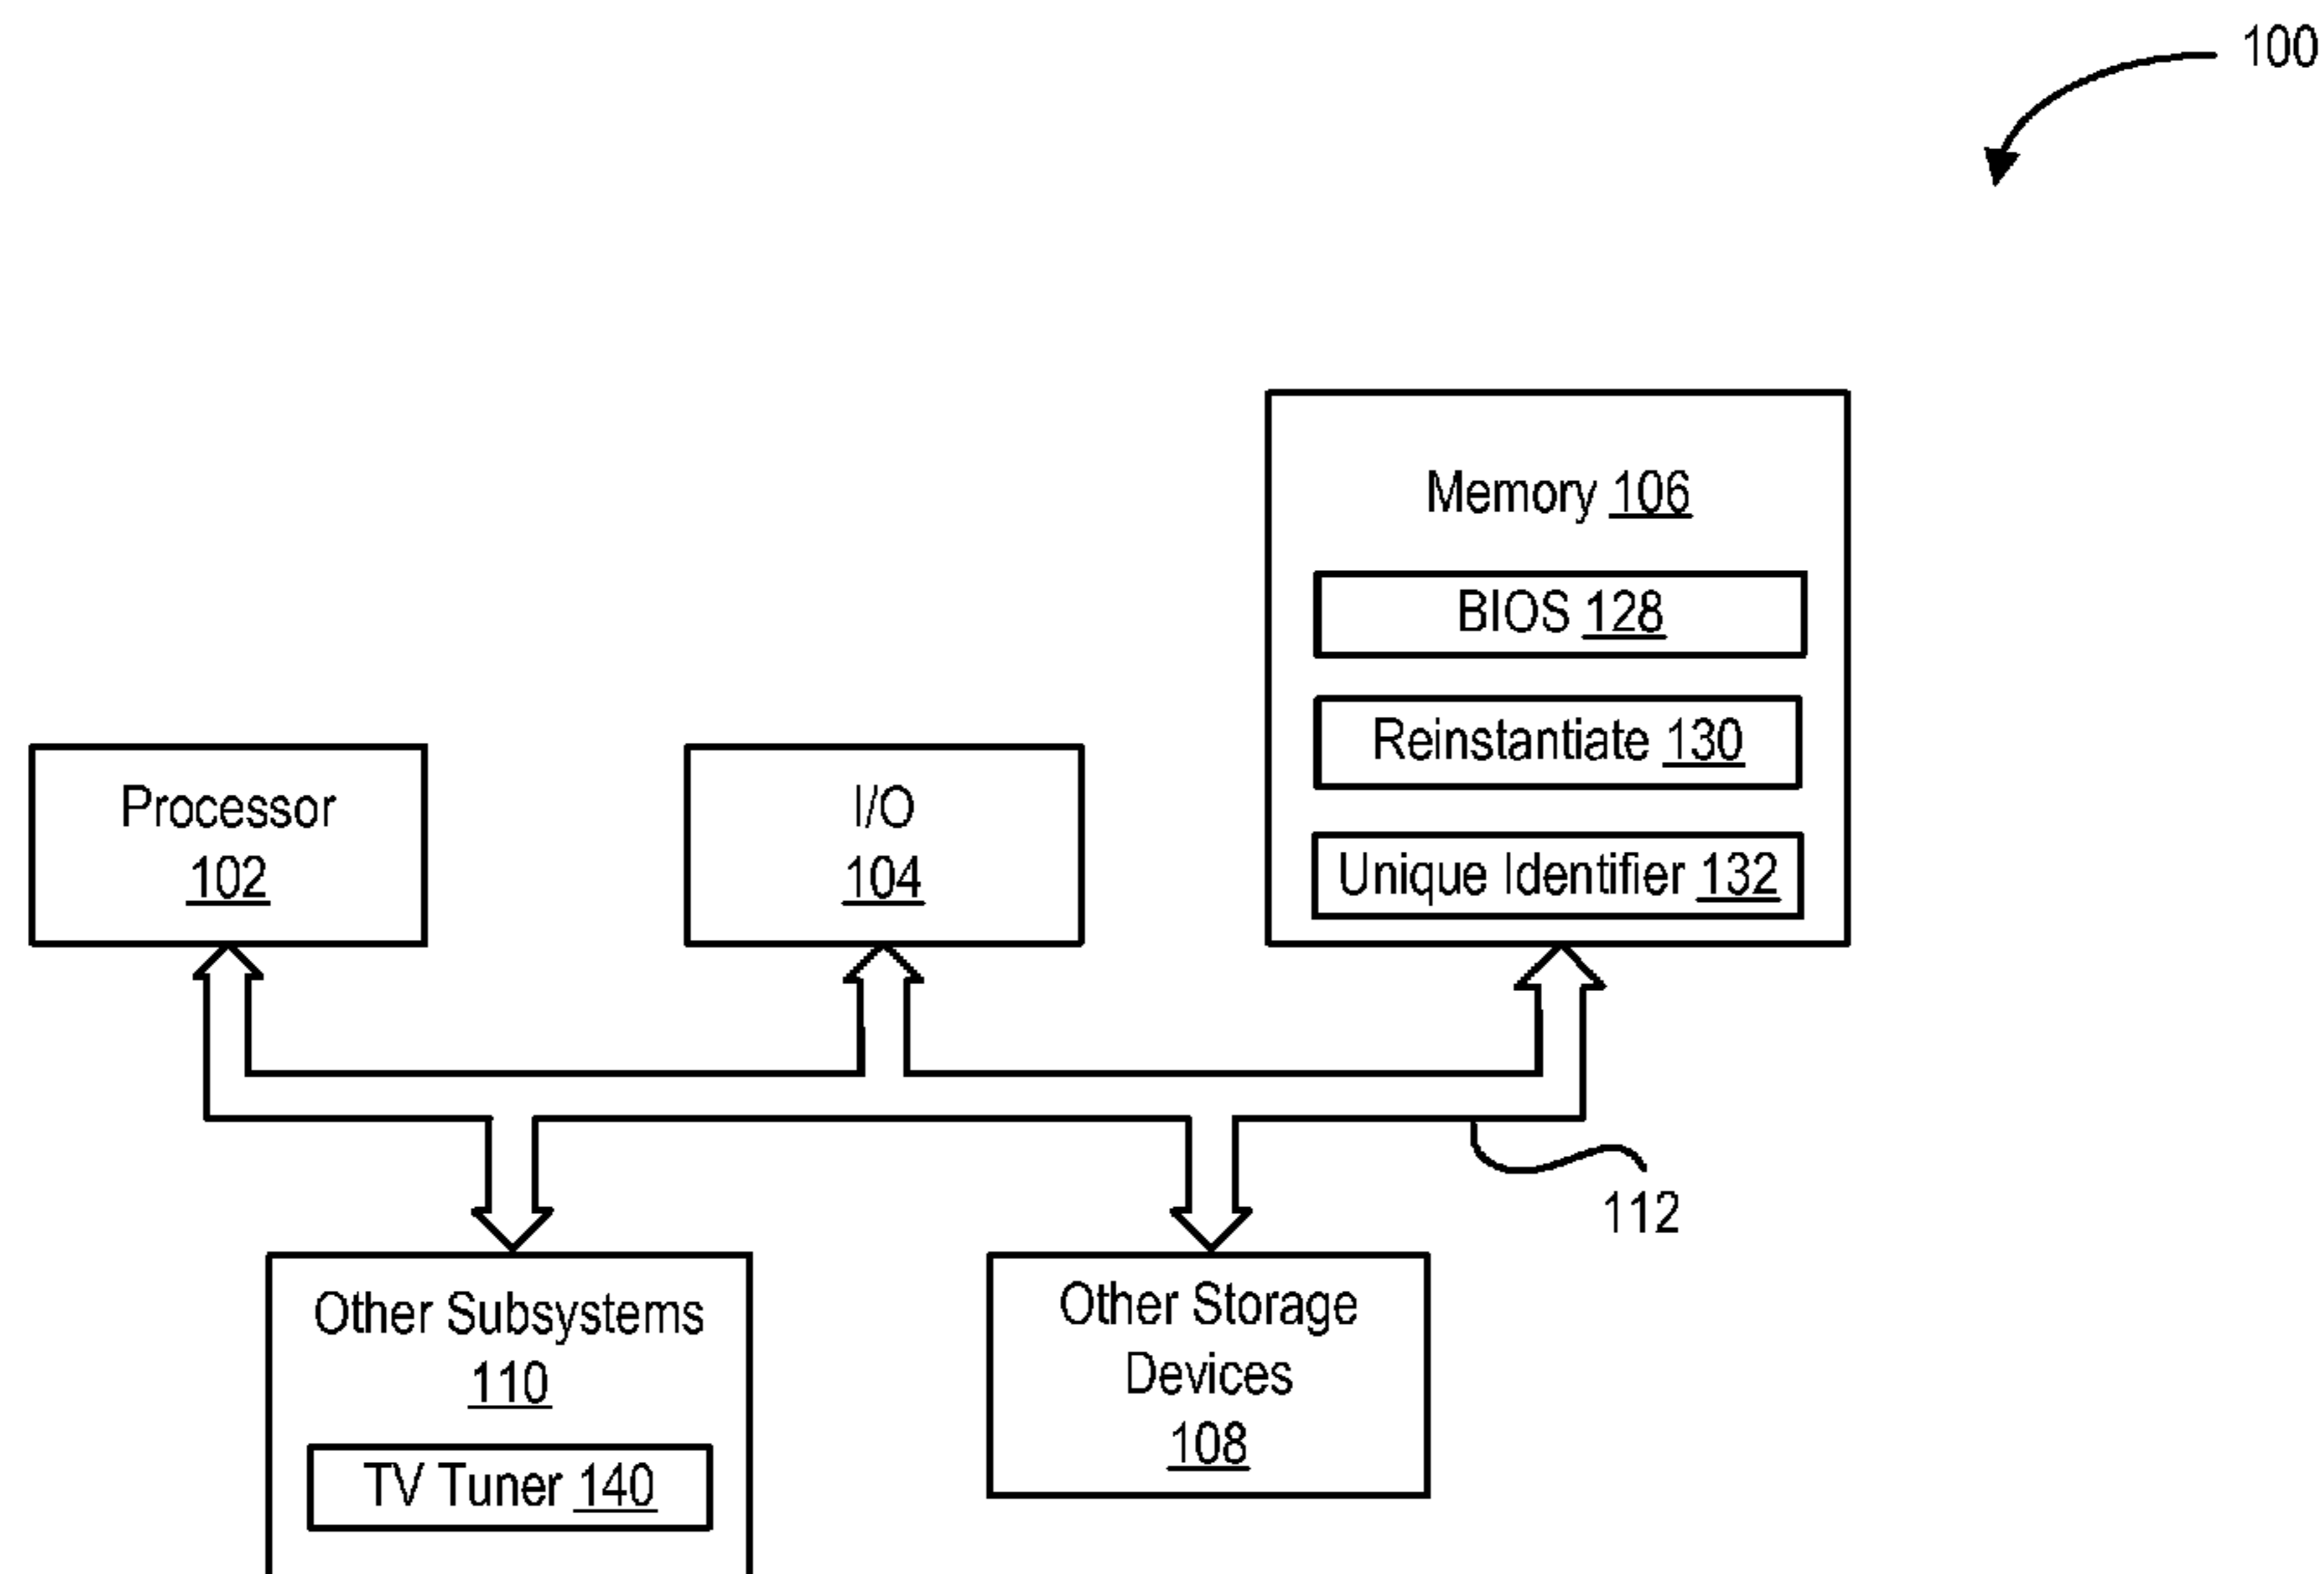 100
Memory 106
BIOS 128
Reinstantiate 130
Unique Identifier 132
Processor
102
I/O
104
112
Other Subsystems
110
TV Tuner 140
Other Storage
Devices
108